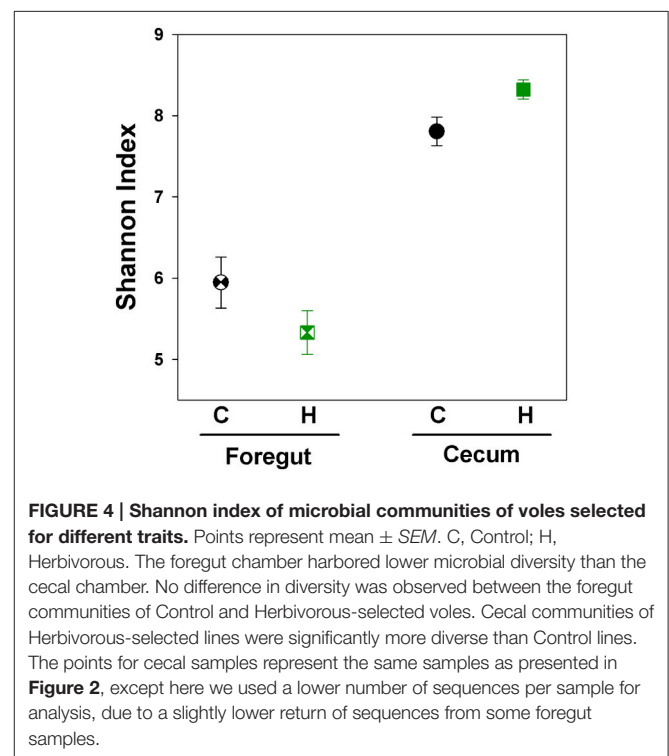 9
8
7
6
5
Shannon Index
C H C H
Foregut Cecum
FIGURE 4 | Shannon index of microbial communities of voles selected
for different traits. Points represent mean ± SEM. C, Control; H,
Herbivorous. The foregut chamber harbored lower microbial diversity than the
cecal chamber. No difference in diversity was observed between the foregut
communities of Control and Herbivorous-selected voles. Cecal communities of
Herbivorous-selected lines were significantly more diverse than Control lines.
The points for cecal samples represent the same samples as presented in
Figure 2, except here we used a lower number of sequences per sample for
analysis, due to a slightly lower return of sequences from some foregut
samples.